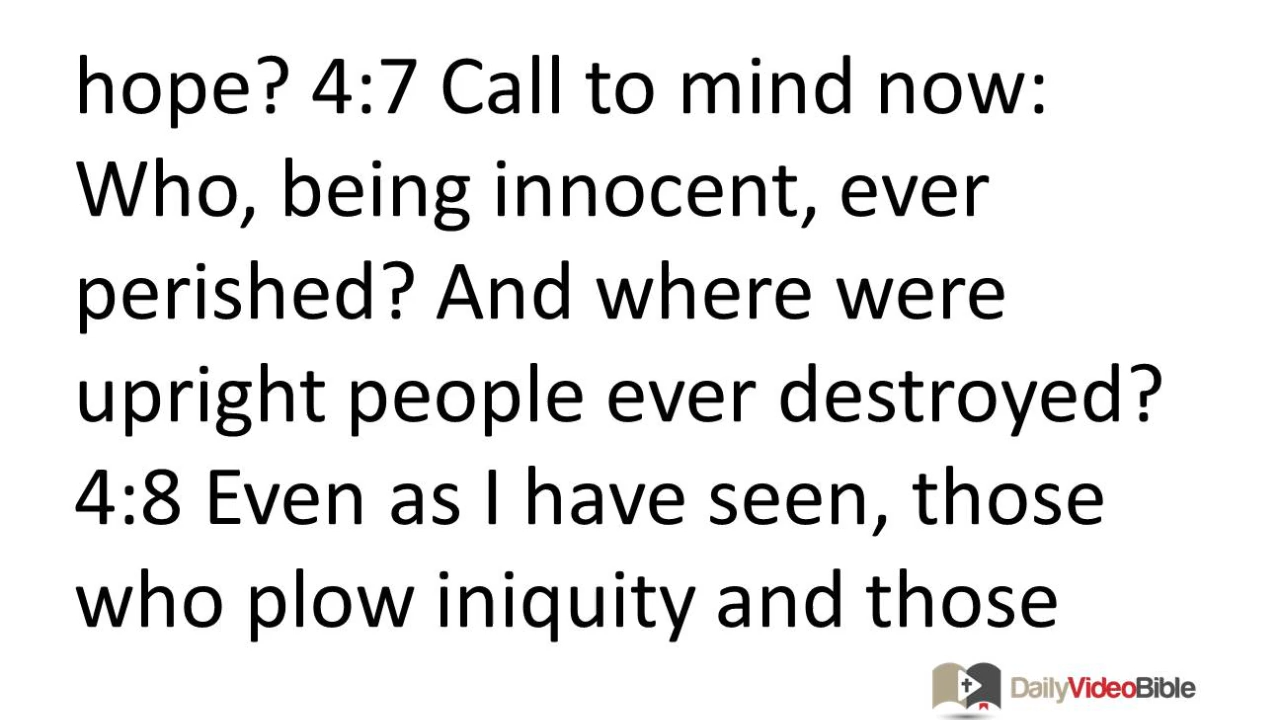 hope? 4:7 Call to mind now:
Who, being innocent, ever
perished? And where were
upright people ever destroyed?
4:8 Even as I have seen, those
who plow iniquity and those
DailyVideoBible